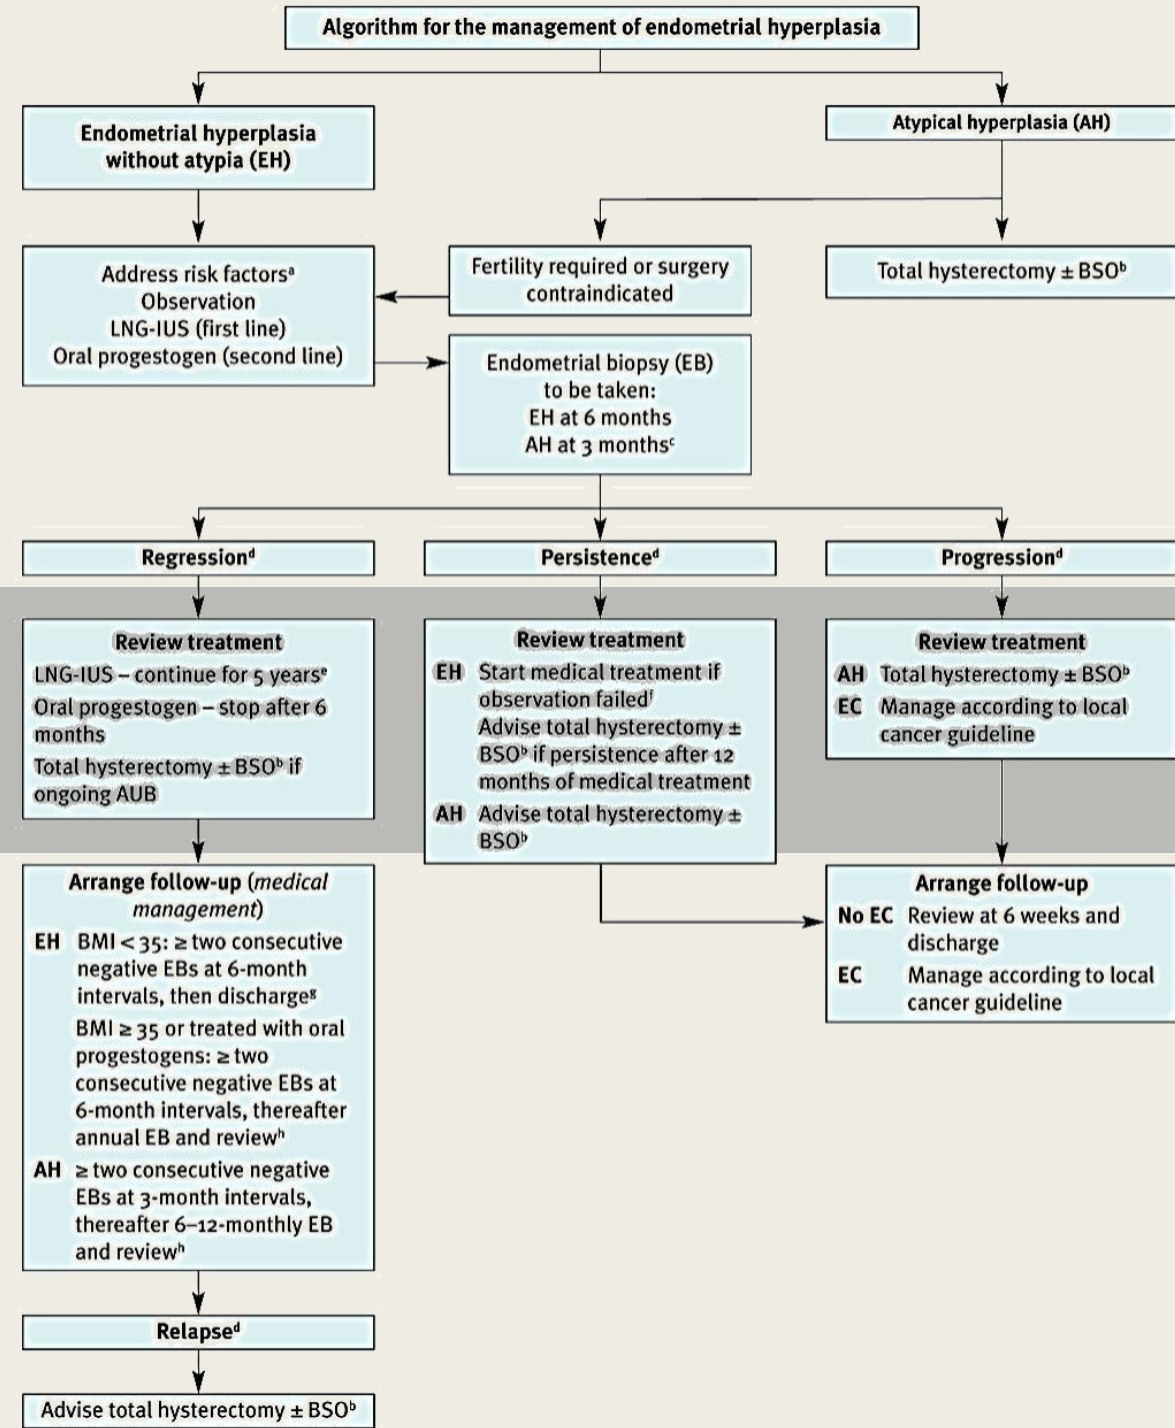 Algorithm for the management of endometrial hyperplasia
Endometrial hyperplasia
without atypia (EH)
Atypical hyperplasia (AH)
Address risk factorsᵃ
Observation
LNG-IUS (first line)
Oral progestogen (second line)
Fertility required or surgery
contraindicated
Total hysterectomy ± BSOᵇ
Endometrial biopsy (EB)
to be taken:
EH at 6 months
AH at 3 monthsᶜ
Regressionᵈ
Persistenceᵈ
Progressionᵈ
Review treatment
LNG-IUS – continue for 5 yearsᵉ
Oral progestogen – stop after 6
months
Total hysterectomy ± BSOᵇ if
ongoing AUB
Review treatment
EH Start medical treatment if
observation failedᶠ
Advise total hysterectomy ±
BSOᵇ if persistence after 12
months of medical treatment
AH Advise total hysterectomy ±
BSOᵇ
Review treatment
AH Total hysterectomy ± BSOᵇ
EC Manage according to local
cancer guideline
Arrange follow-up (medical
management)
EH BMI < 35: ≥ two consecutive
negative EBs at 6-month
intervals, then dischargeᵍ
BMI ≥ 35 or treated with oral
progestogens: ≥ two
consecutive negative EBs at
6-month intervals, thereafter
annual EB and reviewʰ
AH ≥ two consecutive negative
EBs at 3-month intervals,
thereafter 6–12-monthly EB
and reviewʰ
Arrange follow-up
No EC Review at 6 weeks and
discharge
EC Manage according to local
cancer guideline
Relapseᵈ
Advise total hysterectomy ± BSOᵇ